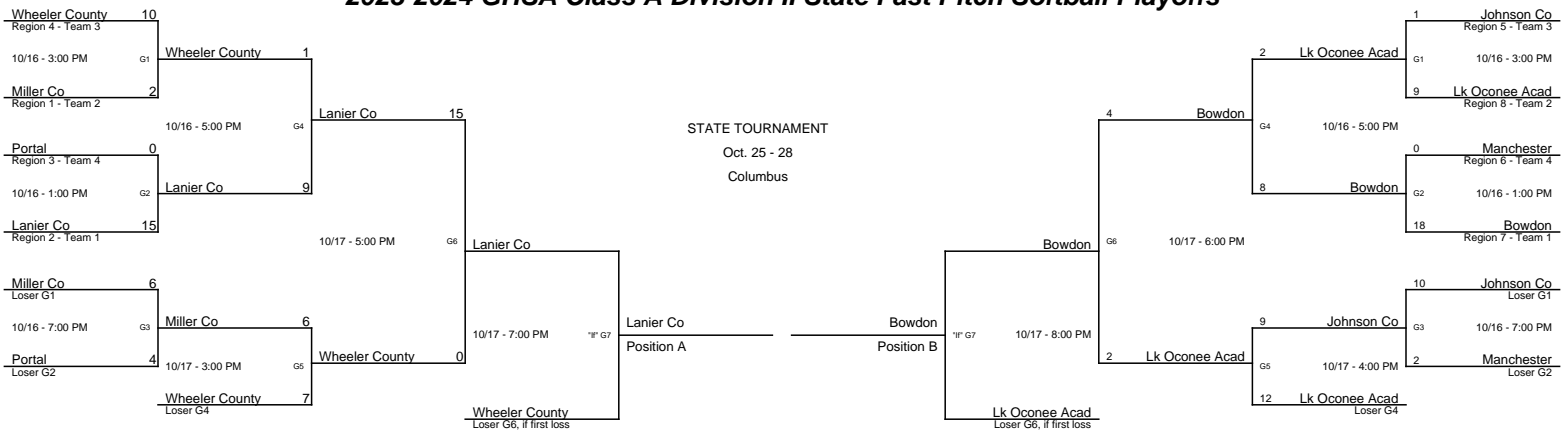 2023-2024 GHSA Class A Division II State Fast Pitch Softball Playoffs
Wheeler County 10
Region 4 - Team 3
10/16 - 3:00 PM G1
Wheeler County 1
Miller Co 2
Region 1 - Team 2
10/16 - 5:00 PM G4
Lanier Co 15
Portal 0
Region 3 - Team 4
10/16 - 1:00 PM G2
Lanier Co 9
Lanier Co 15
Region 2 - Team 1
10/17 - 5:00 PM G6
Lanier Co
Miller Co 6
Loser G1
10/16 - 7:00 PM G3
Miller Co 6
Portal 4
Loser G2
10/17 - 3:00 PM G5
Wheeler County 0
Wheeler County 7
Loser G4
10/17 - 7:00 PM "If" G7
Lanier Co
Position A
Wheeler County
Loser G6, if first loss
STATE TOURNAMENT
Oct. 25 - 28
Columbus
1 Johnson Co
Region 5 - Team 3
2 Lk Oconee Acad
G1 10/16 - 3:00 PM
9 Lk Oconee Acad
Region 8 - Team 2
4 Bowdon
G4 10/16 - 5:00 PM
0 Manchester
Region 6 - Team 4
8 Bowdon
G2 10/16 - 1:00 PM
18 Bowdon
Region 7 - Team 1
Bowdon
G6 10/17 - 6:00 PM
10 Johnson Co
Loser G1
9 Johnson Co
G3 10/16 - 7:00 PM
2 Manchester
Loser G2
2 Lk Oconee Acad
G5 10/17 - 4:00 PM
12 Lk Oconee Acad
Loser G4
Bowdon
Position B
"If" G7 10/17 - 8:00 PM
Lk Oconee Acad
Loser G6, if first loss